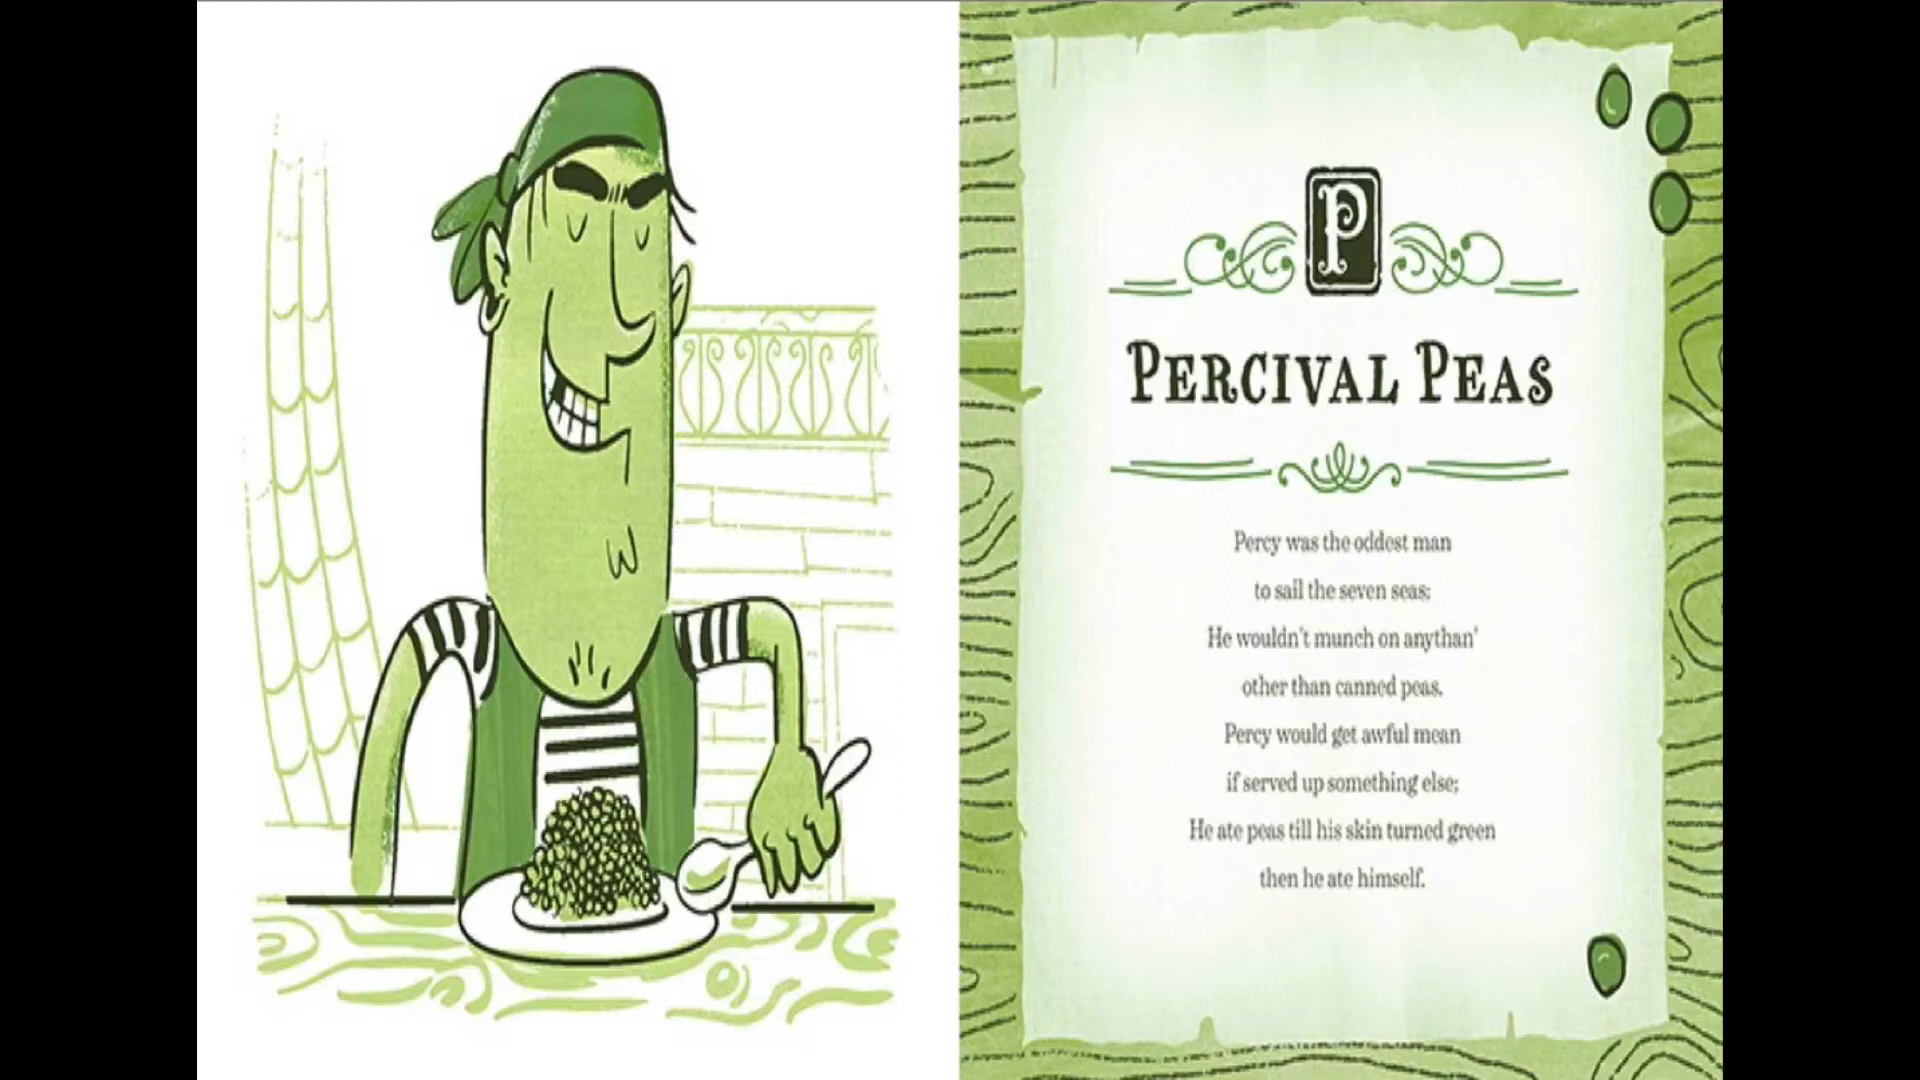 P
PERCIVAL PEAS
Percy was the oddest man
to sail the seven seas;
He wouldn't munch on anythan'
other than canned peas.
Percy would get awful mean
if served up something else;
He ate peas till his skin turned green
then he ate himself.